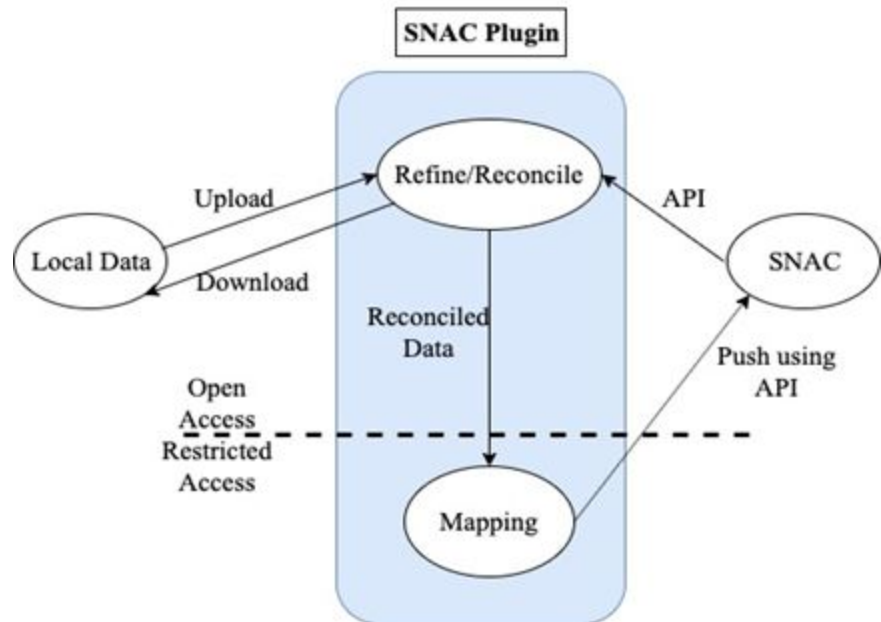 SNAC Plugin
Refine/Reconcile
Upload
API
Local Data
SNAC
Download
Reconciled
Data
Push using
API
Open
Access
Restricted
Access
Mapping